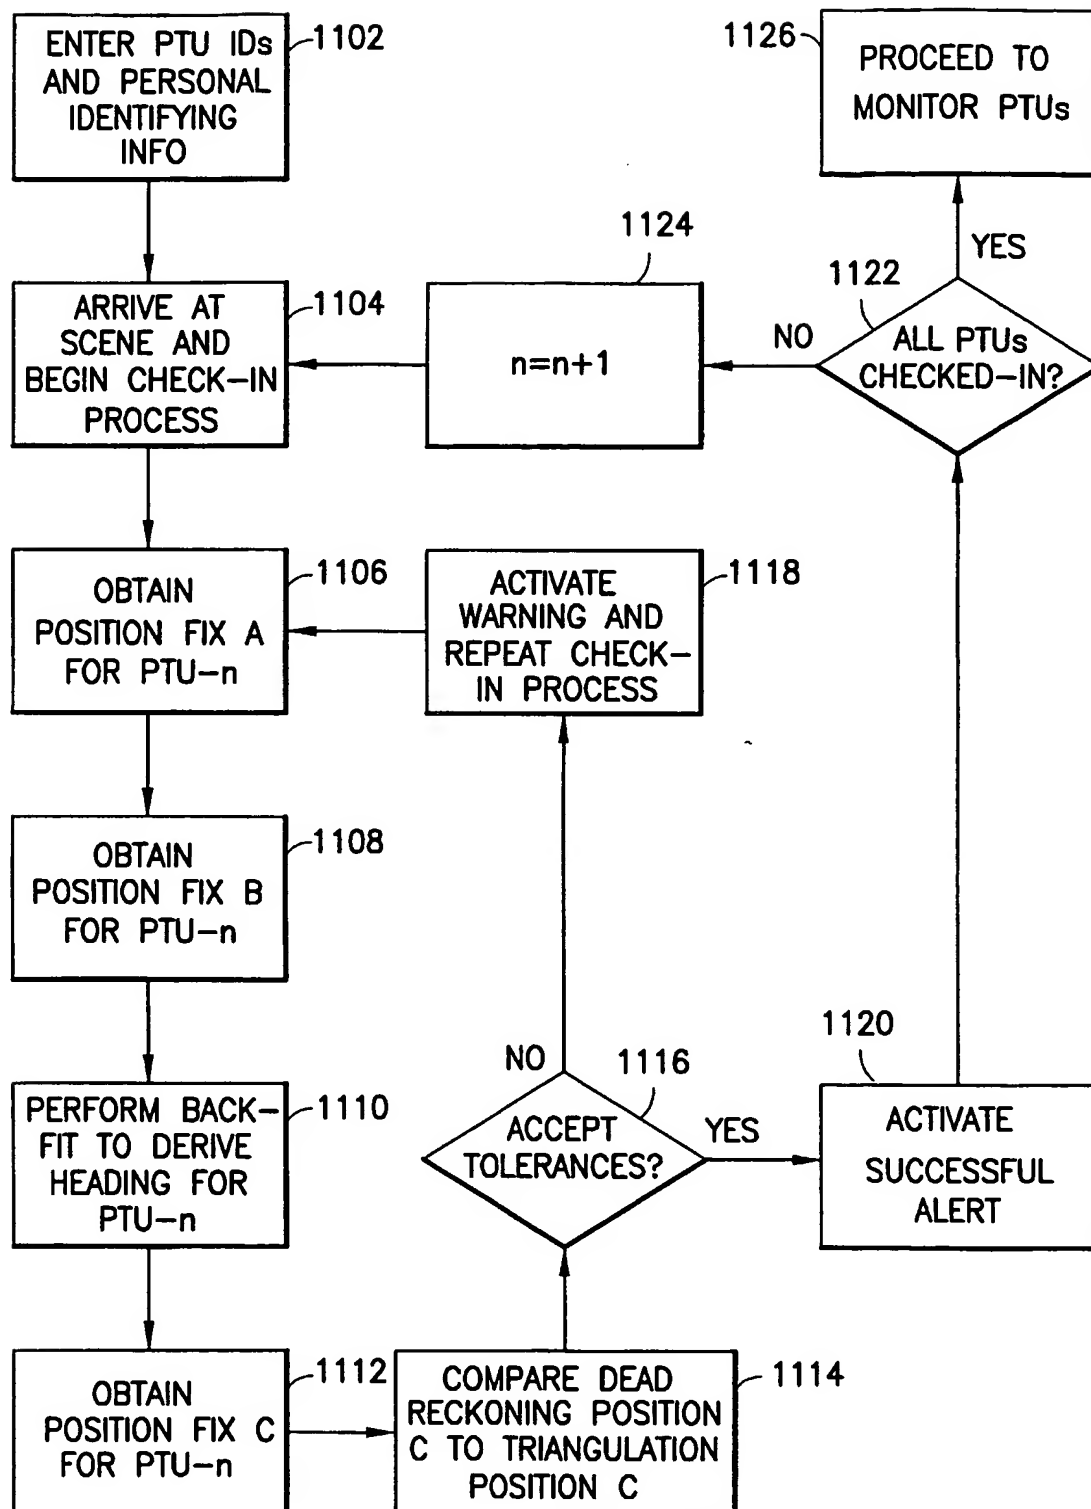 ENTER PTU IDs
AND PERSONAL
IDENTIFYING
INFO
1102
1126
PROCEED TO
MONITOR PTUs
YES
1122
ALL PTUs
CHECKED-IN?
NO
1124
n=n+1
ARRIVE AT
SCENE AND
BEGIN CHECK-IN
PROCESS
1104
OBTAIN
POSITION FIX A
FOR PTU-n
1106
ACTIVATE
WARNING AND
REPEAT CHECK-
IN PROCESS
1118
OBTAIN
POSITION FIX B
FOR PTU-n
1108
PERFORM BACK-
FIT TO DERIVE
HEADING FOR
PTU-n
1110
NO
1116
ACCEPT
TOLERANCES?
YES
1120
ACTIVATE
SUCCESSFUL
ALERT
OBTAIN
POSITION FIX C
FOR PTU-n
1112
COMPARE DEAD
RECKONING POSITION
C TO TRIANGULATION
POSITION C
1114